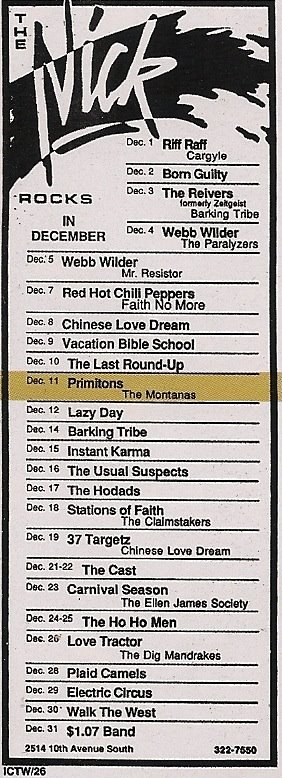 THE
Nick
ROCKS
IN
DECEMBER
Dec. 1 Riff Raff
Cargyle
Dec. 2 Born Guilty
Dec. 3 The Reivers
formerly Zeitgeist
Barking Tribe
Dec. 4 Webb Wilder
The Paralyzers
Dec. 5 Webb Wilder
Mr. Resistor
Dec. 7 Red Hot Chili Peppers
Faith No More
Dec. 8 Chinese Love Dream
Dec. 9 Vacation Bible School
Dec. 10 The Last Round-Up
Dec. 11 Primitons
The Montanas
Dec. 12 Lazy Day
Dec. 14 Barking Tribe
Dec. 15 Instant Karma
Dec. 16 The Usual Suspects
Dec. 17 The Hodads
Dec. 18 Stations of Faith
The Claimstakers
Dec. 19 37 Targetz
Chinese Love Dream
Dec. 21-22 The Cast
Dec. 23 Carnival Season
The Ellen James Society
Dec. 24-25 The Ho Ho Men
Dec. 26 Love Tractor
The Dig Mandrakes
Dec. 28 Plaid Camels
Dec. 29 Electric Circus
Dec. 30 Walk The West
Dec. 31 $1.07 Band
2514 10th Avenue South 322-7550
ICTW/26